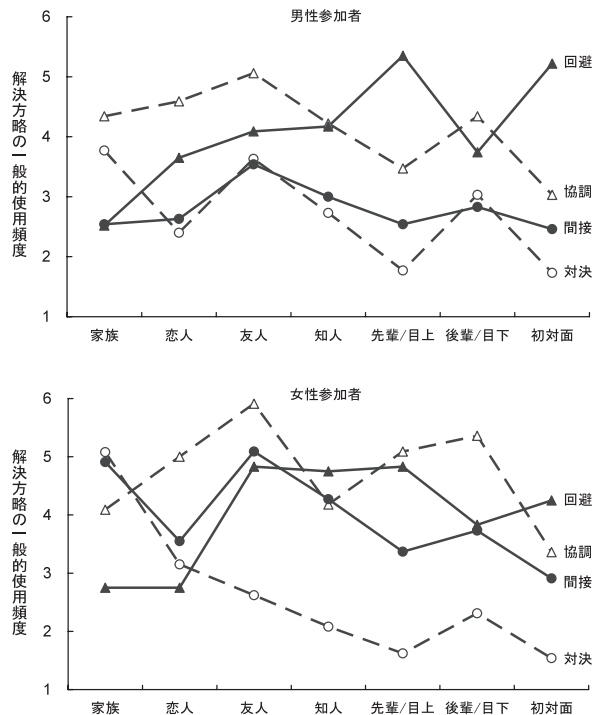 男性参加者
解決方略の一般的使用頻度
6
5
4
3
2
1
回避
協調
間接
対決
家族 恋人 友人 知人 先輩/目上 後輩/目下 初対面
女性参加者
解決方略の一般的使用頻度
6
5
4
3
2
1
回避
協調
間接
対決
家族 恋人 友人 知人 先輩/目上 後輩/目下 初対面